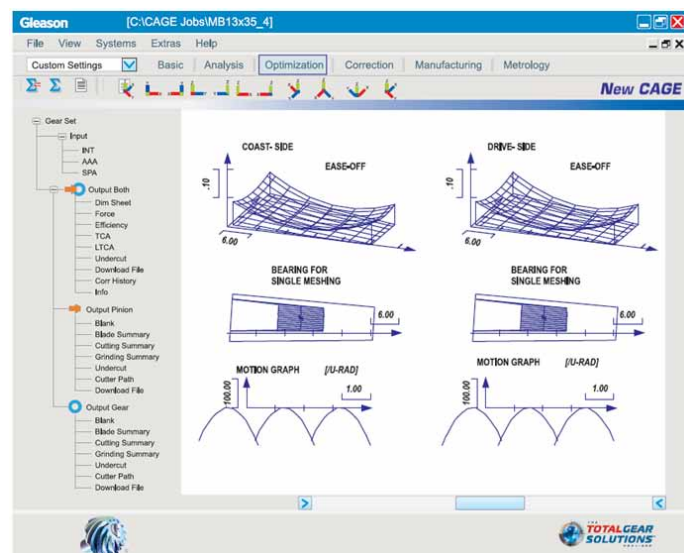 Gleason [C:\CAGE Jobs\MB13x35_4]
File View Systems Extras Help
Custom Settings Basic Analysis Optimization Correction Manufacturing Metrology
New CAGE
Gear Set
Input
INT
AAA
SPA
Output Both
Dim Sheet
Force
Efficiency
TCA
LTCA
Undercut
Download File
Corr History
Info
Output Pinion
Blank
Blade Summary
Cutting Summary
Grinding Summary
Undercut
Cutter Path
Download File
Output Gear
Blank
Blade Summary
Cutting Summary
Grinding Summary
Undercut
Cutter Path
Download File
COAST- SIDE
EASE-OFF
.10
6.00
BEARING FOR
SINGLE MESHING
6.00
MOTION GRAPH [/U-RAD]
100.00
1.00
DRIVE- SIDE
EASE-OFF
.10
6.00
BEARING FOR
SINGLE MESHING
6.00
MOTION GRAPH [/U-RAD]
100.00
1.00
THE
TOTALGEAR
SOLUTIONS